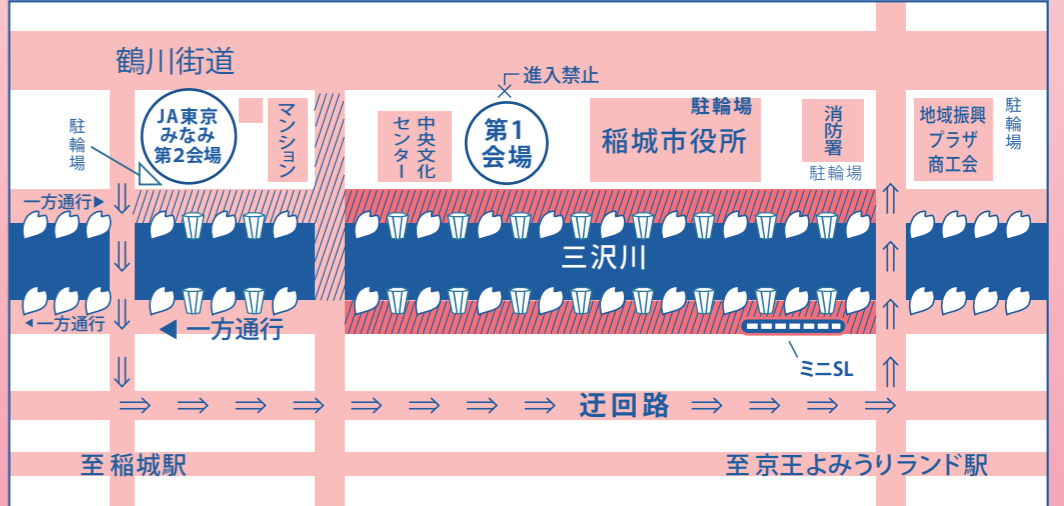 鶴川街道
進入禁止
駐輪場
JA東京
みなみ
第2会場
マンション
中央文化
センター
第1
会場
駐輪場
稲城市役所
消防署
駐輪場
地域振興
プラザ
商工会
駐輪場
一方通行▶
三沢川
◀一方通行
◀ 一方通行
ミニSL
迂回路
至 稲城駅
至 京王よみうりランド駅